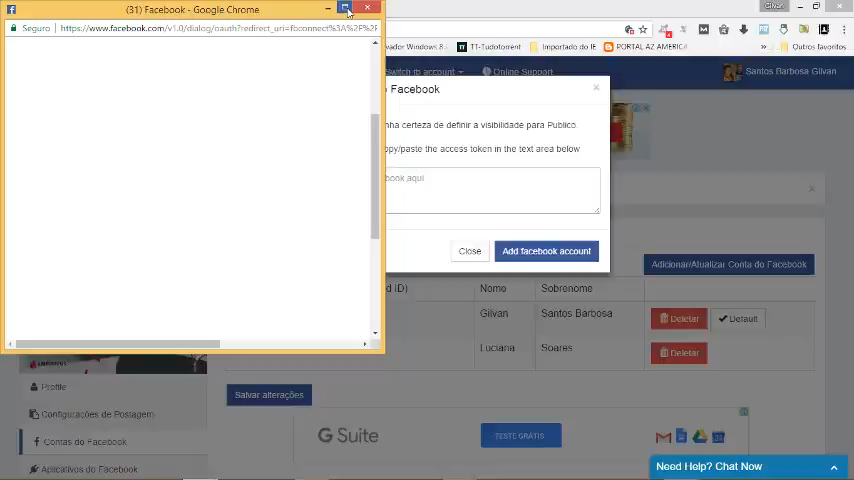 (31) Facebook - Google Chrome
Seguro
https://www.facebook.com/v1.0/dialog/oauth?redirect_uri=fbconnect%3A%2F%2F
Gilvan
vador Windows 8
TT-Tudotorrent
Importado do IE
PORTAL AZ AMERIC
»
Outros favoritos
Switch fb account
Online Support
Santos Barbosa Gilvan
o Facebook
×
nha certeza de definir a visibilidade para Publico.
opy/paste the access token in the text area below
book aqui
Close
Add facebook account
Adicionar/Atualizar Conta do Facebook
d ID)
Nome
Sobrenome
Gilvan
Santos Barbosa
Deletar
Default
Luciana
Soares
Deletar
Profile
Salvar alterações
Configurações de Postagem
G Suite
TESTE GRÁTIS
Contas do Facebook
Aplicativos do Facebook
Need Help? Chat Now